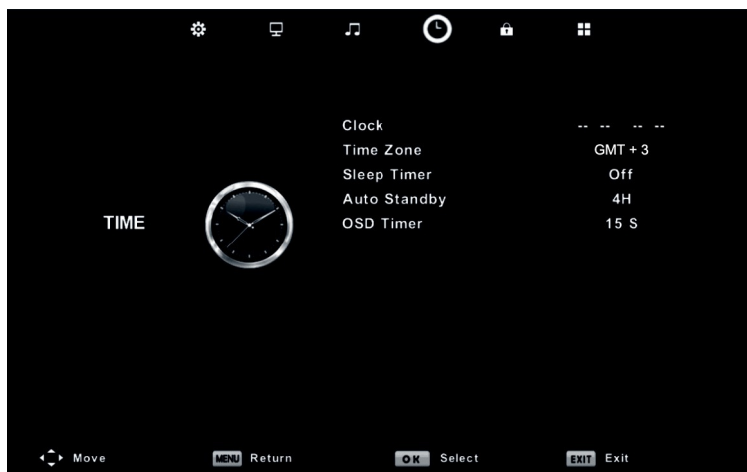 Clock -- -- -- --
Time Zone GMT + 3
Sleep Timer Off
Auto Standby 4H
TIME
OSD Timer 15 S
Move MENU Return OK Select EXIT Exit